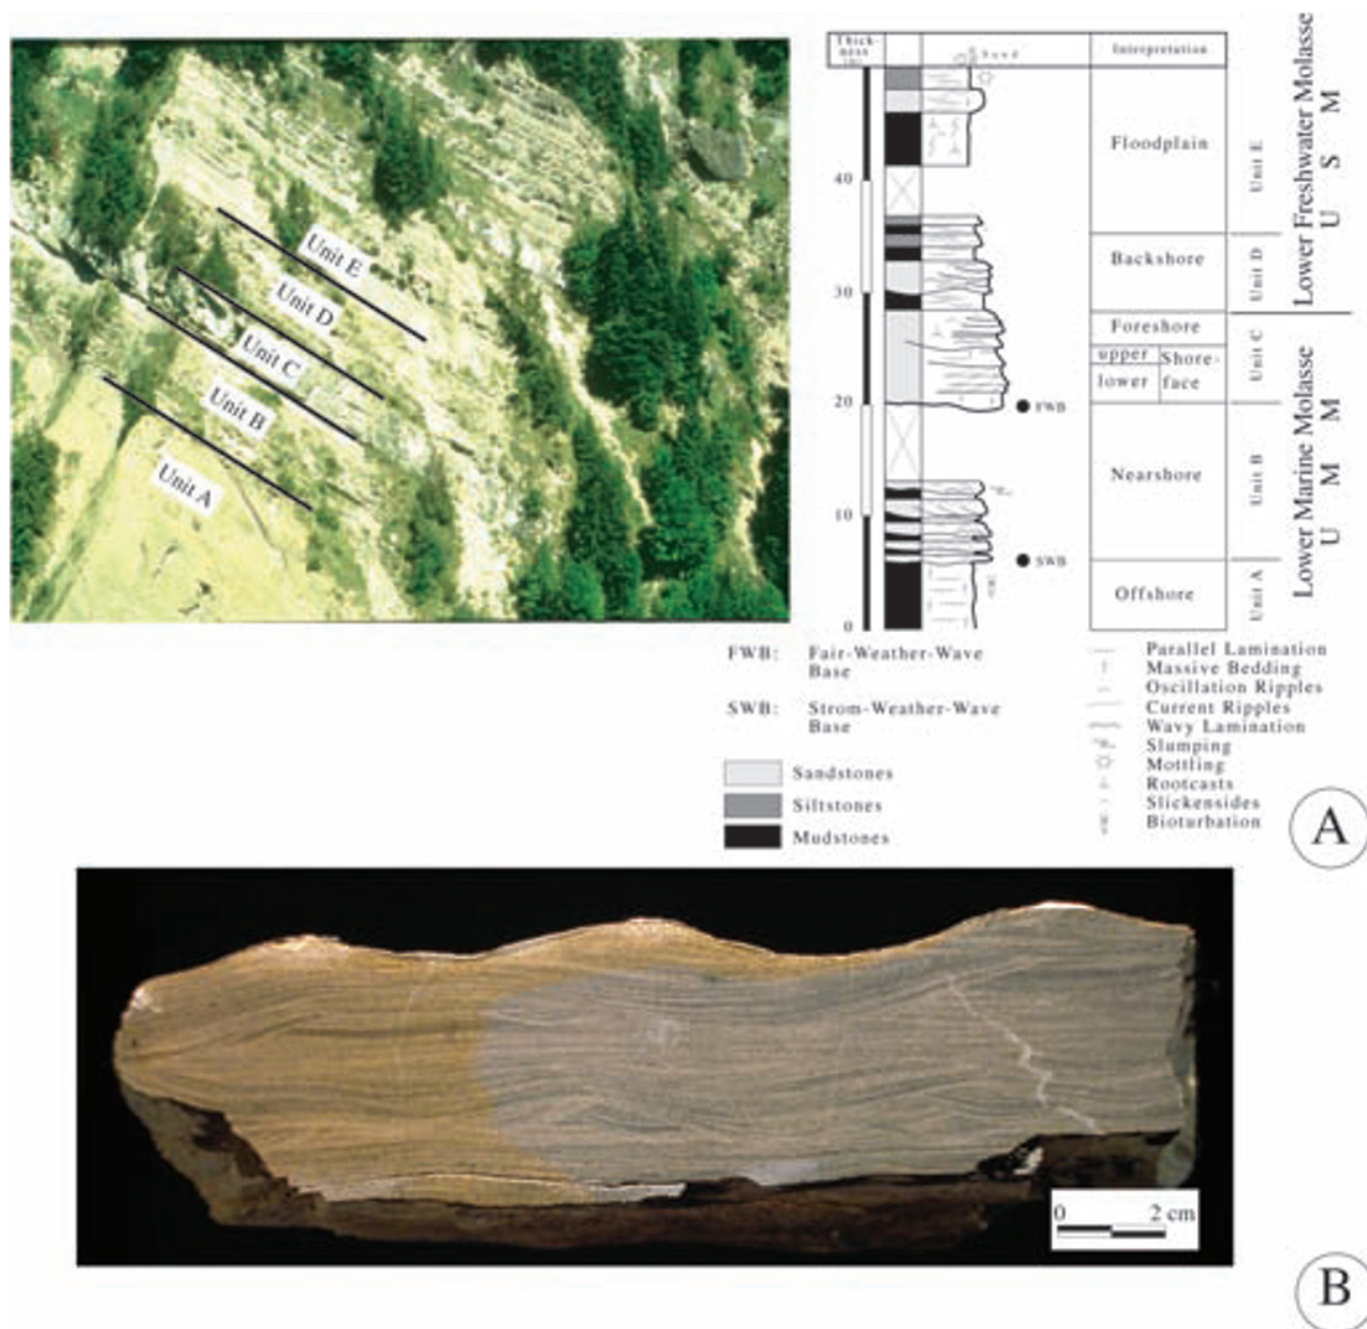 Unit E
Unit D
Unit C
Unit B
Unit A
Thick-
ness
Sand
Interpretation
40
30
20
10
0
FWB
SWB
Floodplain
Backshore
Foreshore
upper
Shore-
lower
face
Nearshore
Offshore
Unit E
Unit D
Unit C
Unit B
Unit A
Lower Freshwater Molasse
U S M
Lower Marine Molasse
U M M
FWB: Fair-Weather-Wave
Base
SWB: Strom-Weather-Wave
Base
Sandstones
Siltstones
Mudstones
Parallel Lamination
Massive Bedding
Oscillation Ripples
Current Ripples
Wavy Lamination
Slumping
Mottling
Rootcasts
Slickensides
Bioturbation
A
0 2 cm
B